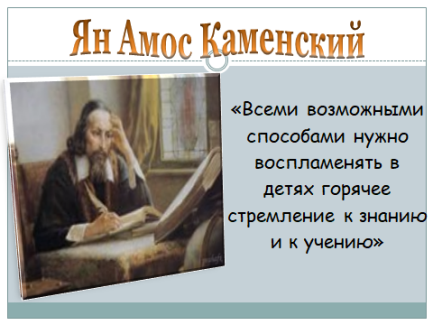 Ян Амос Каменский
«Всеми возможными
способами нужно
воспламенять в
детях горячее
стремление к знанию
и к учению»